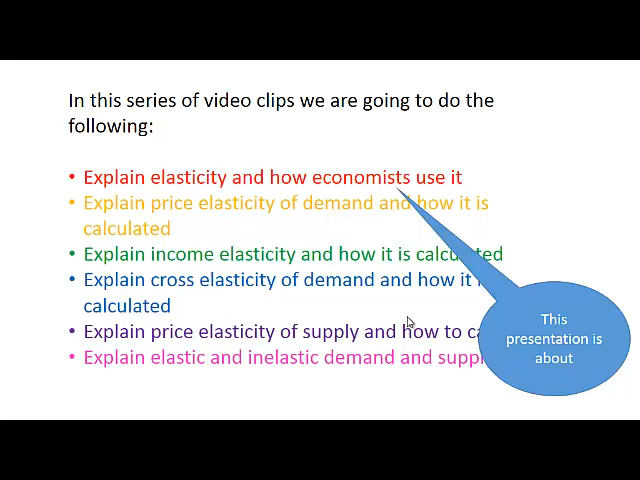 In this series of video clips we are going to do the
following:
• Explain elasticity and how economists use it
• Explain price elasticity of demand and how it is
calculated
• Explain income elasticity and how it is calculated
• Explain cross elasticity of demand and how it
calculated
• Explain price elasticity of supply and how to
• Explain elastic and inelastic demand and
This
presentation is
about